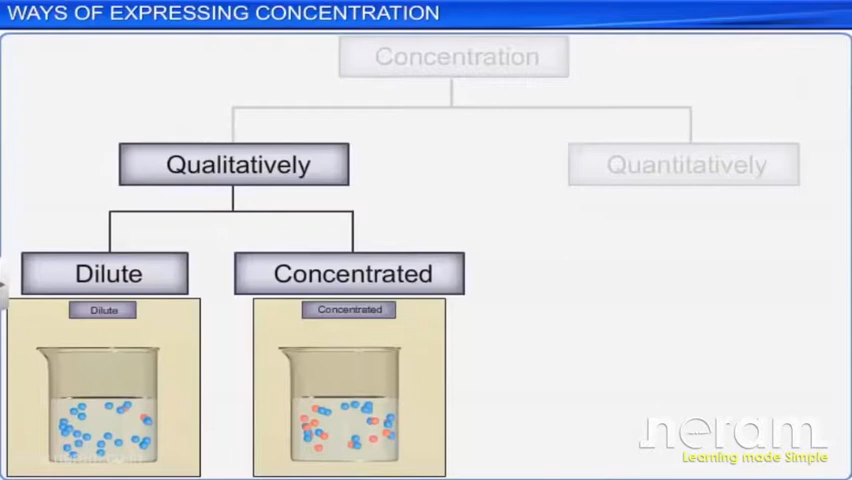 WAYS OF EXPRESSING CONCENTRATION
Concentration
Qualitatively
Quantitatively
Dilute
Concentrated
Dilute
Concentrated
neram
Learning made Simple